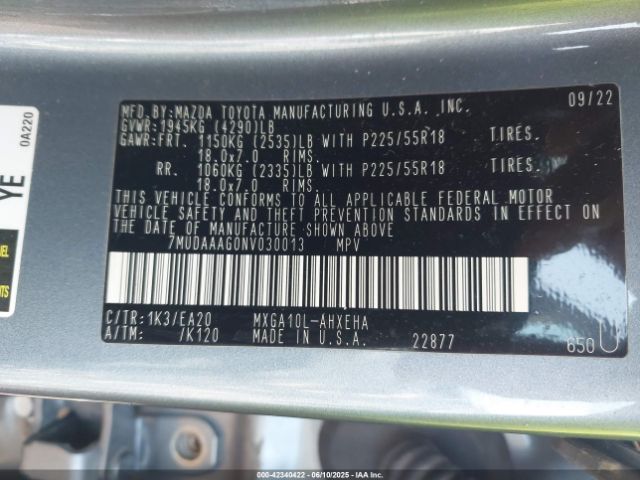 MFD.BY:MAZDA TOYOTA MANUFACTURING U.S.A., INC. 09/22
GVWR:1945KG (4290)LB
GAWR:FRT. 1150KG (2535)LB WITH P225/55R18 TIRES.
18.0x7.0 RIMS.
RR. 1060KG (2335)LB WITH P225/55R18 TIRES.
18.0x7.0 RIMS.
THIS VEHICLE CONFORMS TO ALL APPLICABLE FEDERAL MOTOR
VEHICLE SAFETY AND THEFT PREVENTION STANDARDS IN EFFECT ON
THE DATE OF MANUFACTURE SHOWN ABOVE
7MUDAAAG0NV030013 MPV
C/TR:1K3/EA20 MXGA10L-AHXEHA
A/TM: /K120 MADE IN U.S.A. 22877 650U
0A220
YE
IAA: 000-42340422 - 06/10/2025 - IAA Inc.